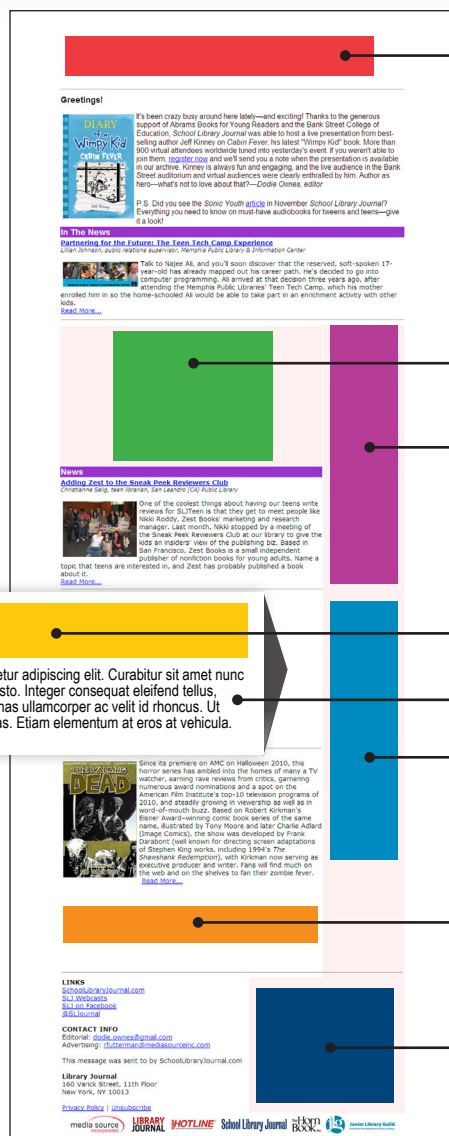 Greetings!
DIARY
of a
Wimpy Kid
CABIN FEVER
Jeff Kinney
It's been crazy busy around here lately—and exciting! Thanks to the generous
support of Abrams Books for Young Readers and the Bank Street College of
Education, School Library Journal was able to host a live presentation from best-
selling author Jeff Kinney on Cabin Fever, his latest "Wimpy Kid" book. More than
900 virtual attendees worldwide tuned into yesterday's event. If you weren't able to
join them, register now and we'll send you a note when the presentation is available
in our archive. Kinney is always fun and engaging, and the live audience in the Bank
Street auditorium and virtual audiences were clearly enthralled by him. Author as
hero—what's not to love about that?—Dodie Ownes, editor
P.S. Did you see the Sonic Youth article in November School Library Journal?
Everything you need to know on must-have audiobooks for tweens and teens—give
it a look!
In The News
Partnering for the Future: The Teen Tech Camp Experience
Lillian Johnson, public relations supervisor, Memphis Public Library & Information Center
Talk to Najee Ali, and you'll soon discover that the reserved, soft-spoken 17-
year-old has already mapped out his career path. He's decided to go into
computer programming. Ali arrived at that decision three years ago, after
attending the Memphis Public Libraries' Teen Tech Camp, which his mother
enrolled him in so the home-schooled Ali would be able to take part in an enrichment activity with other
kids.
Read More...
News
Adding Zest to the Sneak Peek Reviewers Club
Christianne Selig, teen librarian, San Leandro (CA) Public Library
One of the coolest things about having our teens write
reviews for SLJTeen is that they get to meet people like
Nikki Roddy, Zest Books' marketing and research
manager. Last month, Nikki stopped by a meeting of
the Sneak Peek Reviewers Club at our library to give the
kids an insiders' view of the publishing biz. Based in
San Francisco, Zest Books is a small independent
publisher of nonfiction books for young adults. Name a
topic that teens are interested in, and Zest has probably published a book
about it.
Read More...
etur adipiscing elit. Curabitur sit amet nunc
sto. Integer consequat eleifend tellus,
nas ullamcorper ac velit id rhoncus. Ut
as. Etiam elementum at eros at vehicula.
THE WALKING
DEAD
Since its premiere on AMC on Halloween 2010, this
horror series has ambled into the homes of many a TV
watcher, earning rave reviews from critics, garnering
numerous award nominations and a spot on the
American Film Institute's top-10 television programs of
2010, and steadily growing in viewership as well as in
word-of-mouth buzz. Based on Robert Kirkman's
Eisner Award–winning comic book series of the same
name, illustrated by Tony Moore and later Charlie Adlard
(Image Comics), the show was developed by Frank
Darabont (well known for directing screen adaptations
of Stephen King works, including 1994's The
Shawshank Redemption), with Kirkman now serving as
executive producer and writer. Fans will find much on
the web and on the shelves to fan their zombie fever.
Read More...
LINKS
SchoolLibraryJournal.com
SLJ Webcasts
SLJ on Facebook
@SLJournal
CONTACT INFO
Editorial: dodie.ownes@gmail.com
Advertising: rfutterman@mediasourceinc.com
This message was sent to by SchoolLibraryJournal.com
Library Journal
160 Varick Street, 11th Floor
New York, NY 10013
Privacy Policy | Unsubscribe
media source incorporated
LIBRARY JOURNAL
HOTLINE
School Library Journal
The Horn Book
jlg
Junior Library Guild